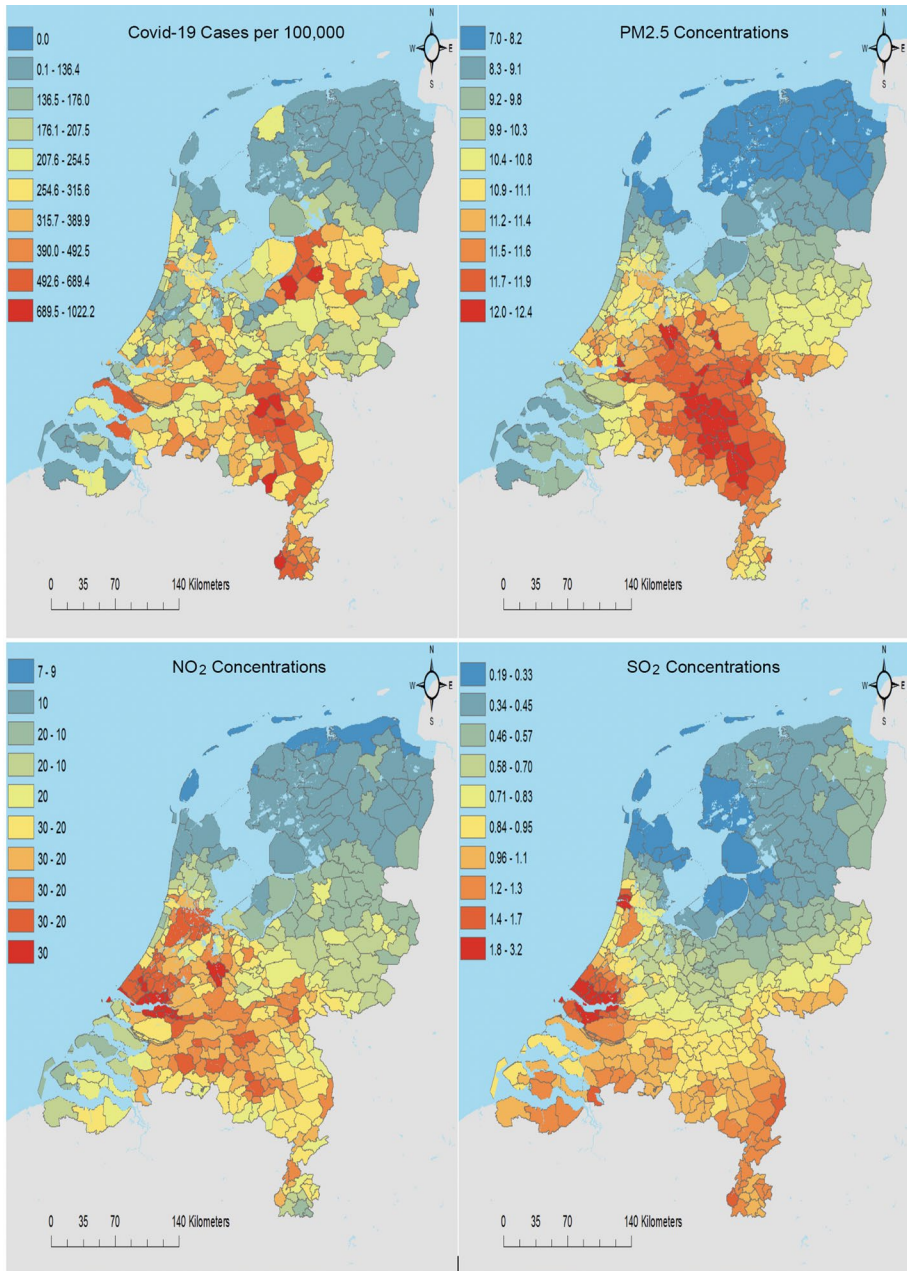 Covid-19 Cases per 100,000
N
W E
S
0.0
0.1 - 136.4
136.5 - 176.0
176.1 - 207.5
207.6 - 254.5
254.6 - 315.6
315.7 - 389.9
390.0 - 492.5
492.6 - 689.4
689.5 - 1022.2
0 35 70 140 Kilometers
PM2.5 Concentrations
N
W E
S
7.0 - 8.2
8.3 - 9.1
9.2 - 9.8
9.9 - 10.3
10.4 - 10.8
10.9 - 11.1
11.2 - 11.4
11.5 - 11.6
11.7 - 11.9
12.0 - 12.4
0 35 70 140 Kilometers
NO2 Concentrations
N
W E
S
7 - 9
10
20 - 10
20 - 10
20
30 - 20
30 - 20
30 - 20
30 - 20
30
0 35 70 140 Kilometers
SO2 Concentrations
N
W E
S
0.19 - 0.33
0.34 - 0.45
0.46 - 0.57
0.58 - 0.70
0.71 - 0.83
0.84 - 0.95
0.96 - 1.1
1.2 - 1.3
1.4 - 1.7
1.8 - 3.2
0 35 70 140 Kilometers